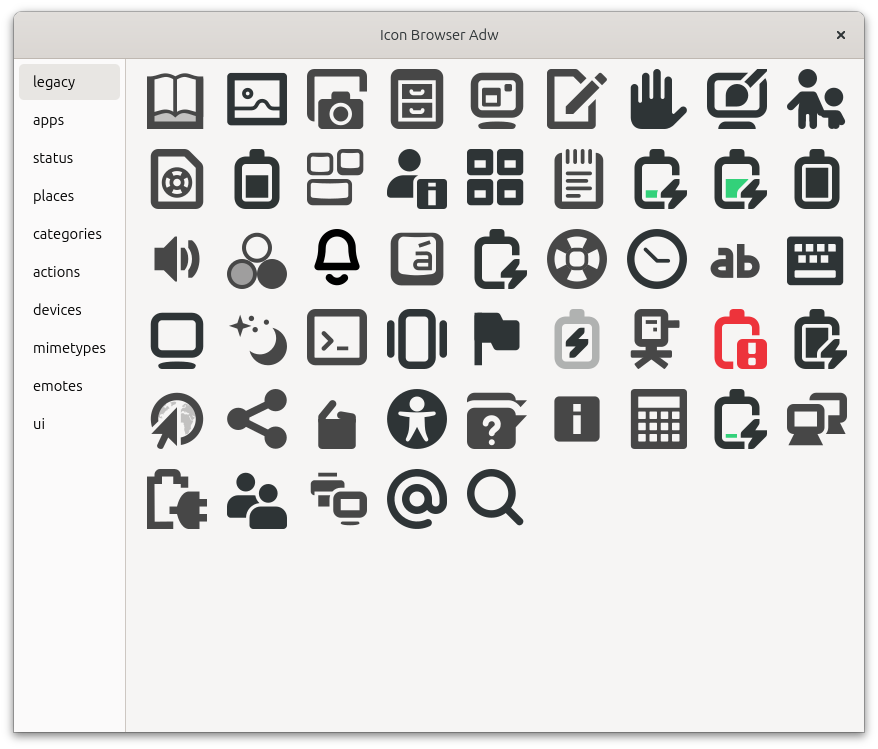 Icon Browser Adw
legacy
apps
status
places
categories
actions
devices
mimetypes
emotes
ui
a
ab
i
>_
?
i
@